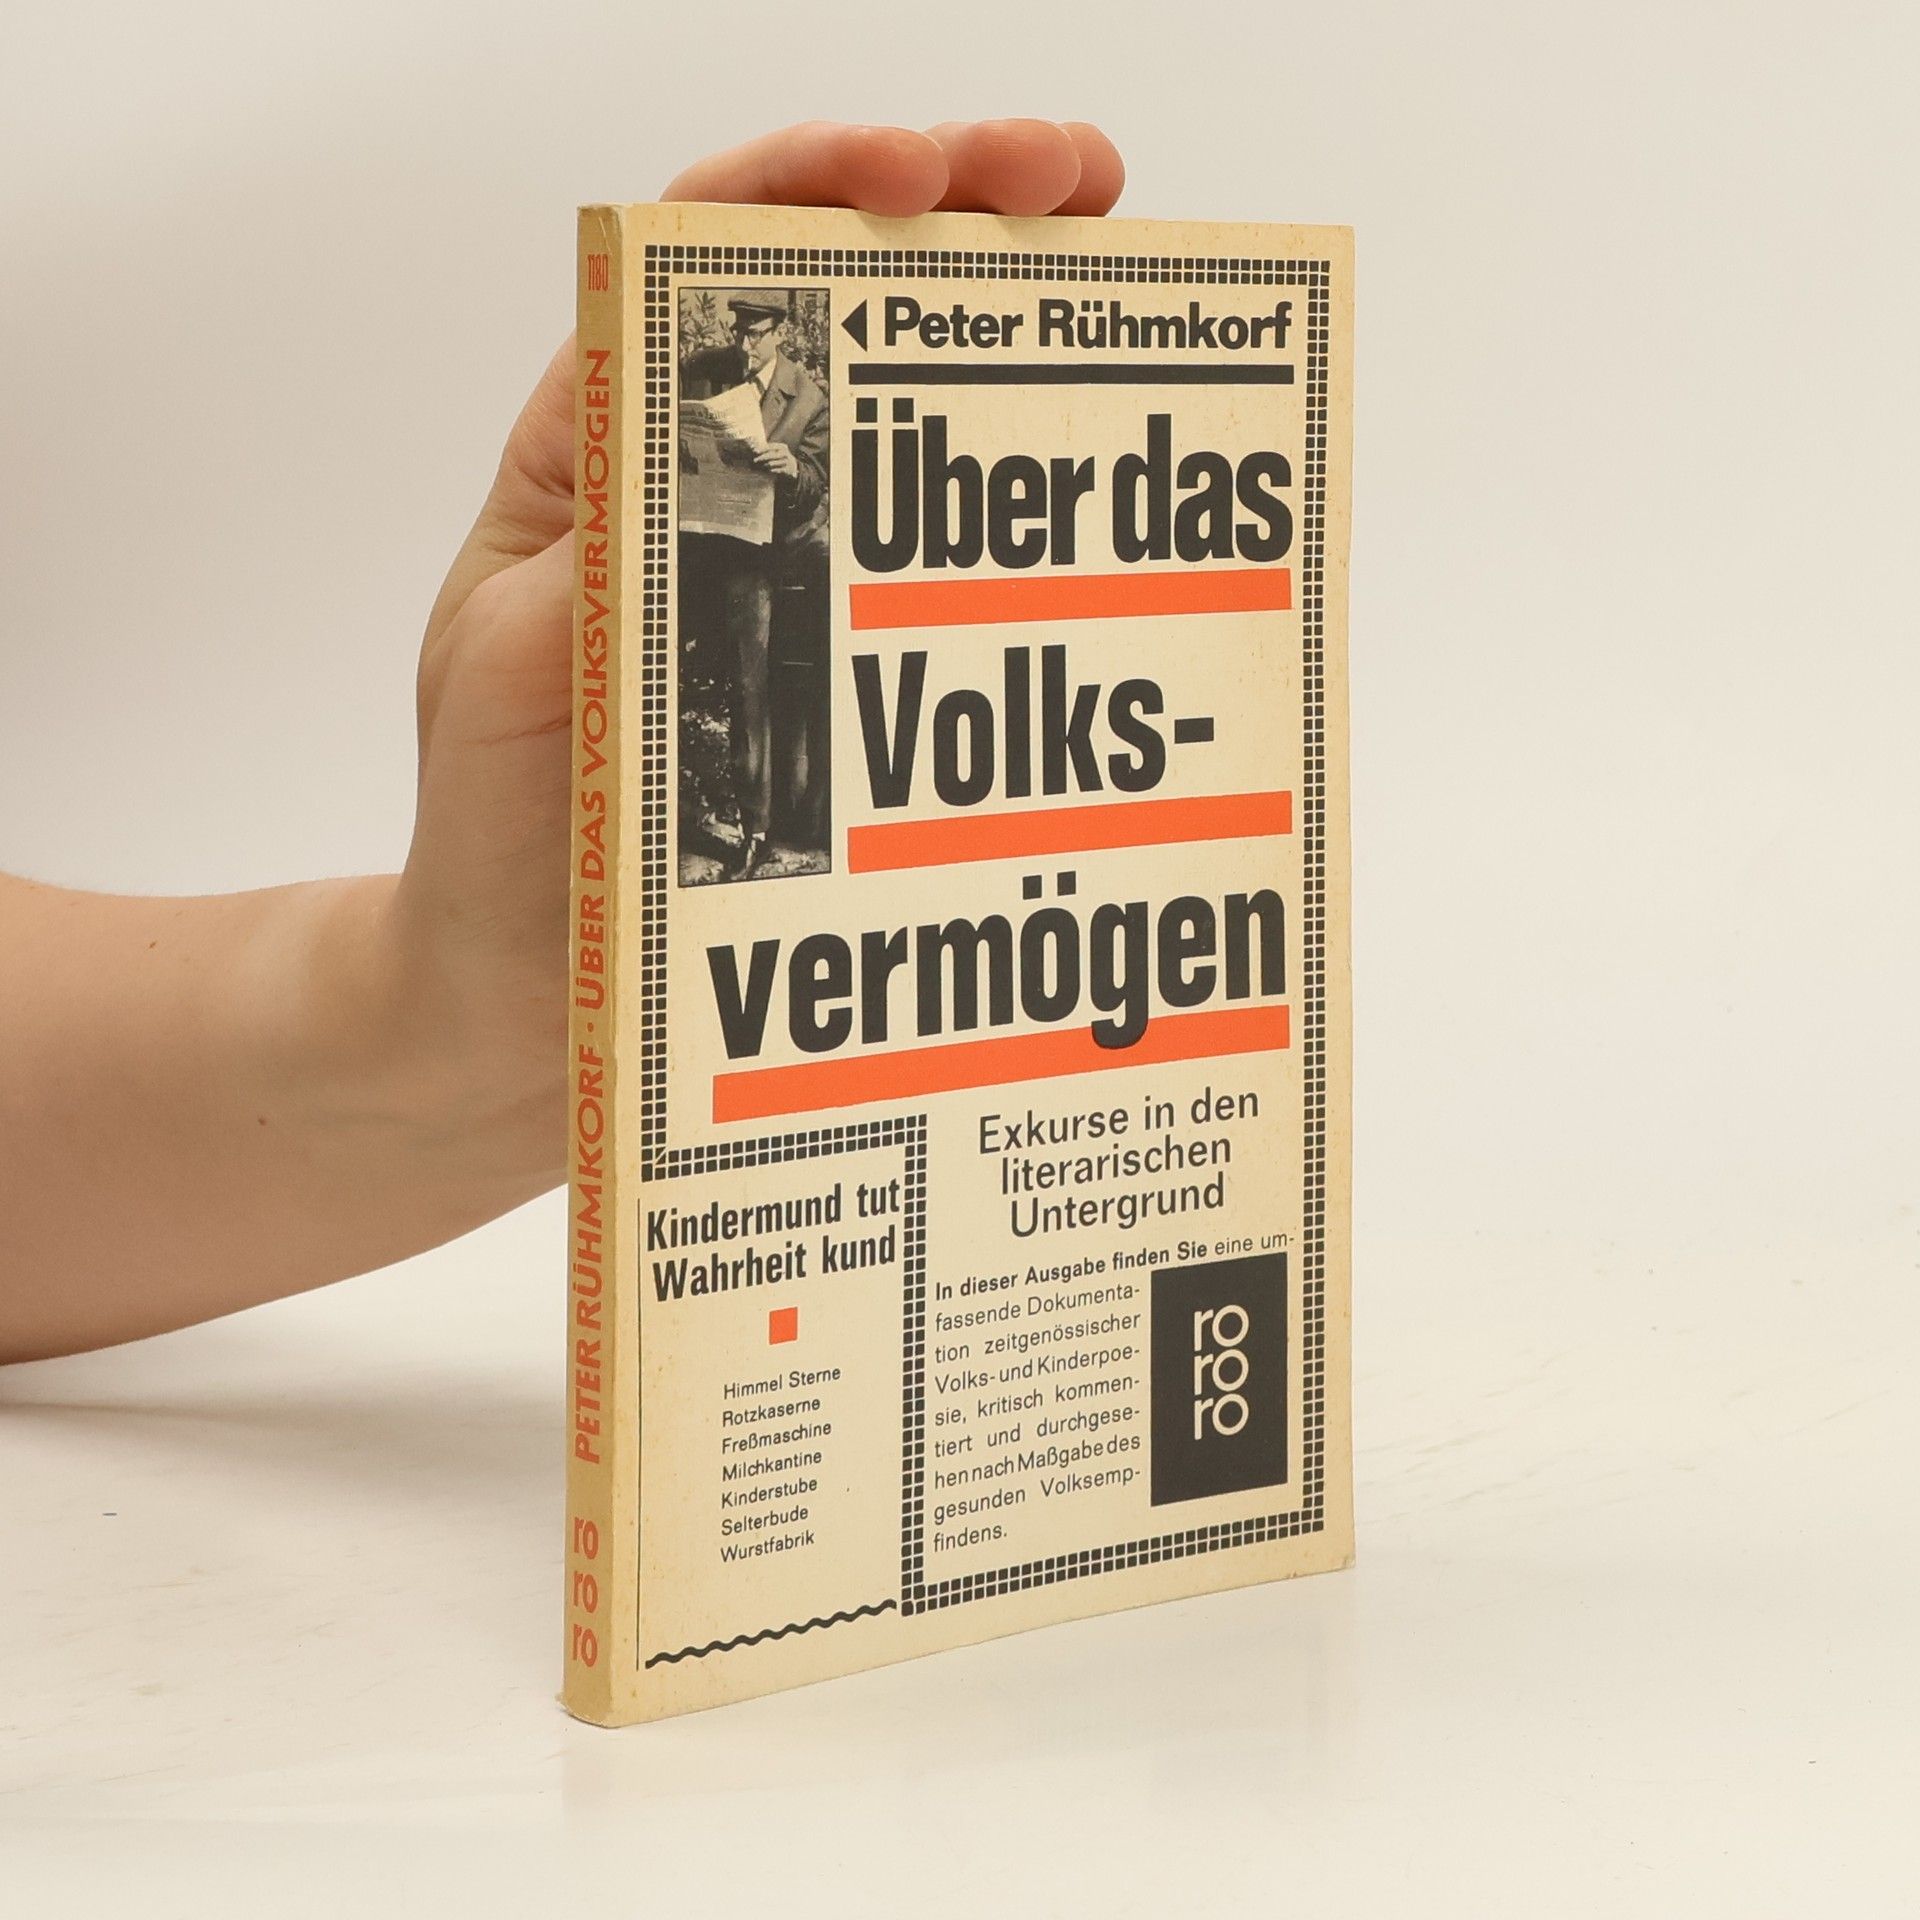 1180
PETER RÜHMKORF · ÜBER DAS VOLKSVERMÖGEN
ro
ro
ro
Peter Rühmkorf
Über das
Volks-
vermögen
Exkurse in den
literarischen
Untergrund
Kindermund tut
Wahrheit kund
Himmel Sterne
Rotzkaserne
Freßmaschine
Milchkantine
Kinderstube
Selterbude
Wurstfabrik
In dieser Ausgabe finden Sie eine um-
fassende Dokumenta-
tion zeitgenössischer
Volks- und Kinderpoe-
sie, kritisch kommen-
tiert und durchgese-
hen nach Maßgabe des
gesunden Volksemp-
findens.
ro
ro
ro